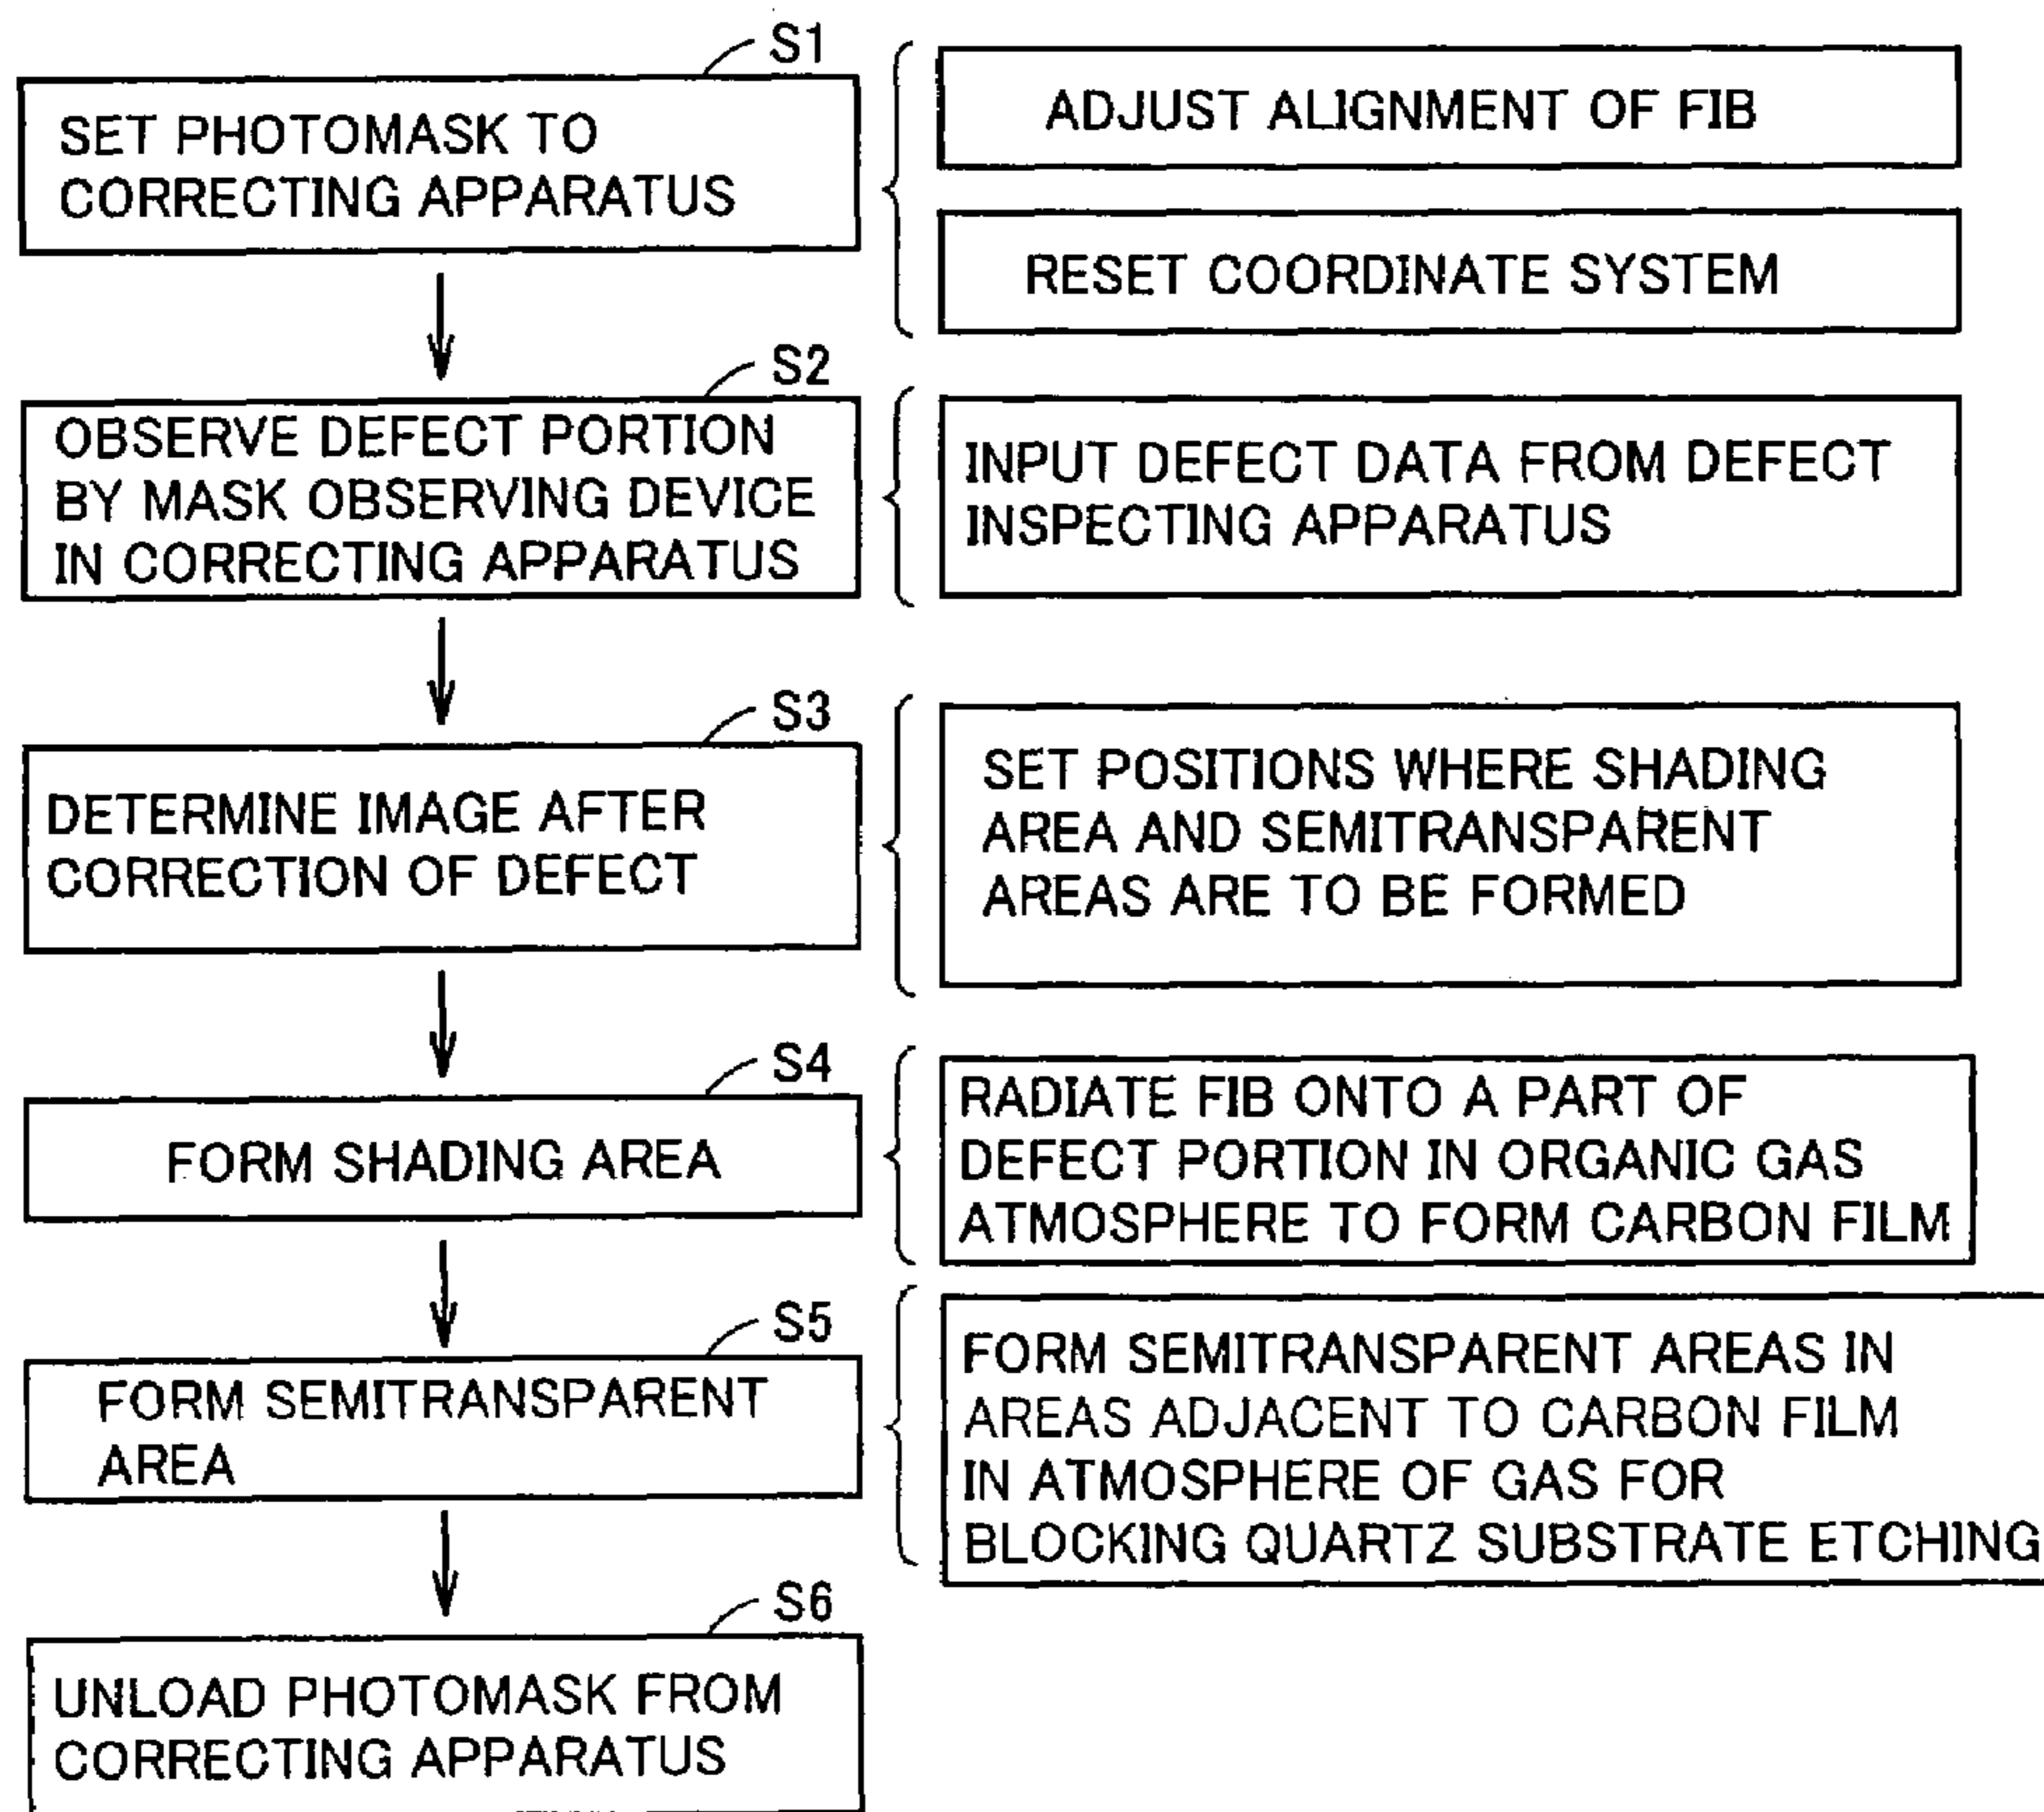 S1
SET PHOTOMASK TO
CORRECTING APPARATUS
ADJUST ALIGNMENT OF FIB
RESET COORDINATE SYSTEM
S2
OBSERVE DEFECT PORTION
BY MASK OBSERVING DEVICE
IN CORRECTING APPARATUS
INPUT DEFECT DATA FROM DEFECT
INSPECTING APPARATUS
S3
DETERMINE IMAGE AFTER
CORRECTION OF DEFECT
SET POSITIONS WHERE SHADING
AREA AND SEMITRANSPARENT
AREAS ARE TO BE FORMED
S4
FORM SHADING AREA
RADIATE FIB ONTO A PART OF
DEFECT PORTION IN ORGANIC GAS
ATMOSPHERE TO FORM CARBON FILM
S5
FORM SEMITRANSPARENT
AREA
FORM SEMITRANSPARENT AREAS IN
AREAS ADJACENT TO CARBON FILM
IN ATMOSPHERE OF GAS FOR
BLOCKING QUARTZ SUBSTRATE ETCHING
S6
UNLOAD PHOTOMASK FROM
CORRECTING APPARATUS